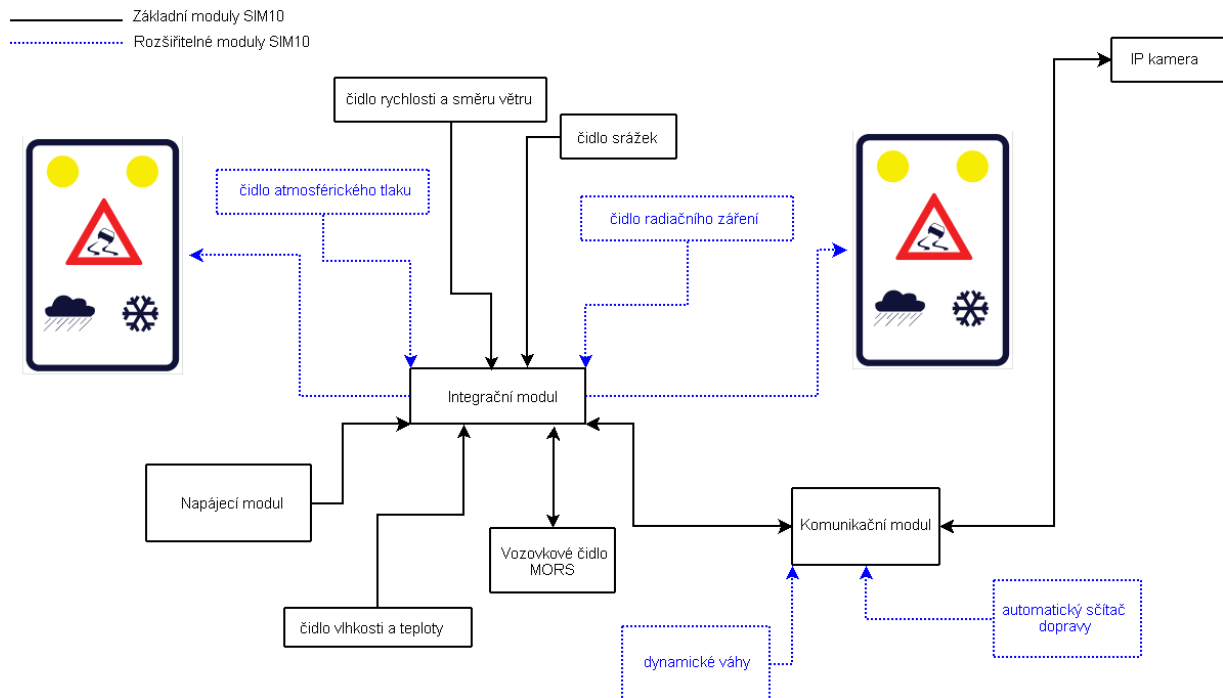 Základní moduly SIM10
Rozšiřitelné moduly SIM10
IP kamera
čidlo rychlosti a směru větru
čidlo srážek
čidlo atmosférického tlaku
čidlo radiačního záření
Integrační modul
Napájecí modul
Vozovkové čidlo
MORS
Komunikační modul
čidlo vlhkosti a teploty
automatický sčítač
dopravy
dynamické váhy